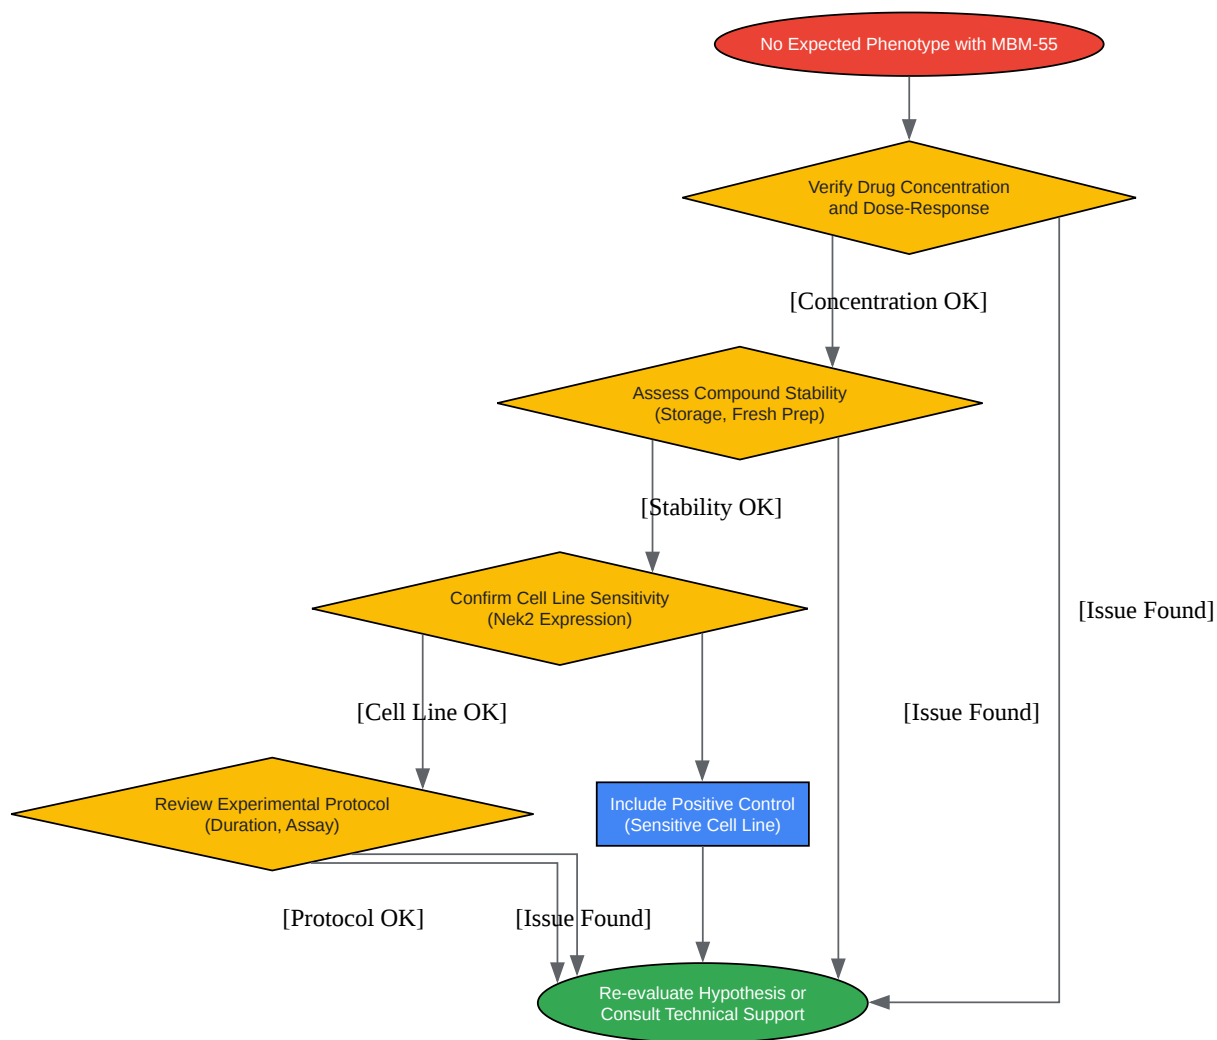 No Expected Phenotype with MBM-55
Verify Drug Concentration
and Dose-Response
[Concentration OK]
Assess Compound Stability
(Storage, Fresh Prep)
[Stability OK]
Confirm Cell Line Sensitivity
(Nek2 Expression)
[Issue Found]
[Cell Line OK]
[Issue Found]
Review Experimental Protocol
(Duration, Assay)
Include Positive Control
(Sensitive Cell Line)
[Protocol OK]
[Issue Found]
Re-evaluate Hypothesis or
Consult Technical Support